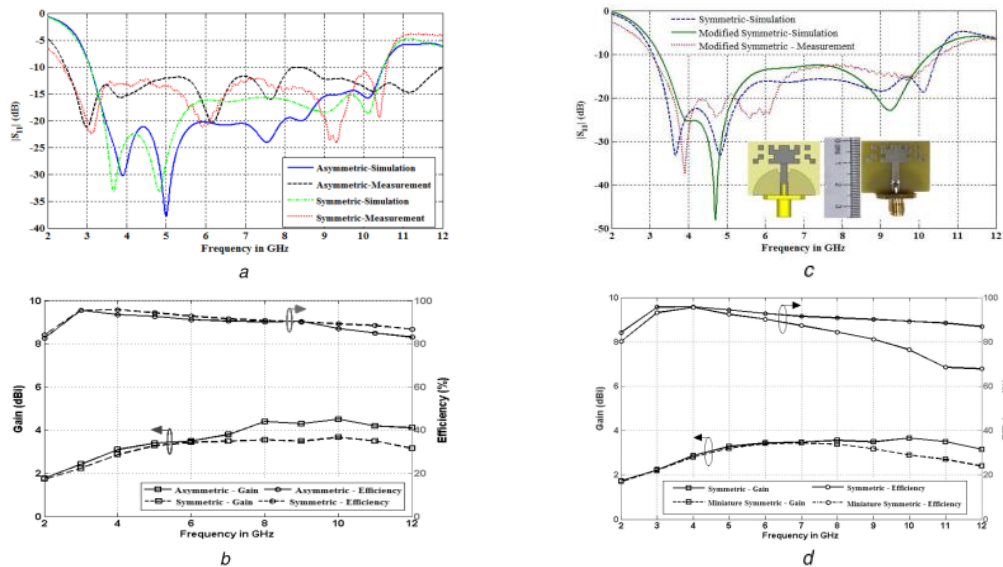 0
-5
-10
-15
-20
-25
-30
-35
-40
|S11| (dB)
Asymmetric-Simulation
Asymmetric-Measurement
Symmetric-Simulation
Symmetric-Measurement
2 3 4 5 6 7 8 9 10 11 12
Frequency in GHz
a
0
-10
-20
-30
-40
-50
|S11| (dB)
Symmetric-Simulation
Modified Symmetric-Simulation
Modified Symmetric - Measurement
2 3 4 5 6 7 8 9 10 11 12
Frequency in GHz
c
10
8
6
4
2
0
Gain (dBi)
100
80
60
40
20
0
Efficiency (%)
Asymmetric - Gain
Asymmetric - Efficiency
Symmetric - Gain
Symmetric - Efficiency
2 4 6 8 10 12
Frequency in GHz
b
10
8
6
4
2
0
Gain (dBi)
100
80
60
40
20
0
Symmetric - Gain
Symmetric - Efficiency
Miniature Symmetric - Gain
Miniature Symmetric - Efficiency
2 3 4 5 6 7 8 9 10 11 12
Frequency in GHz
d